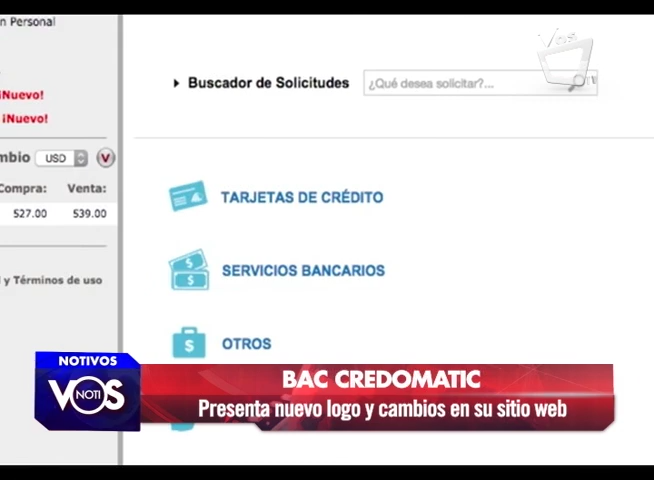 n Personal
Buscador de Solicitudes
¿Qué desea solicitar?...
Vos
TV
¡Nuevo!
¡Nuevo!
mbio USD V
Compra: Venta:
527.00 539.00
l y Términos de uso
TARJETAS DE CRÉDITO
SERVICIOS BANCARIOS
OTROS
NOTIVOS
VOS
NOTI
BAC CREDOMATIC
Presenta nuevo logo y cambios en su sitio web